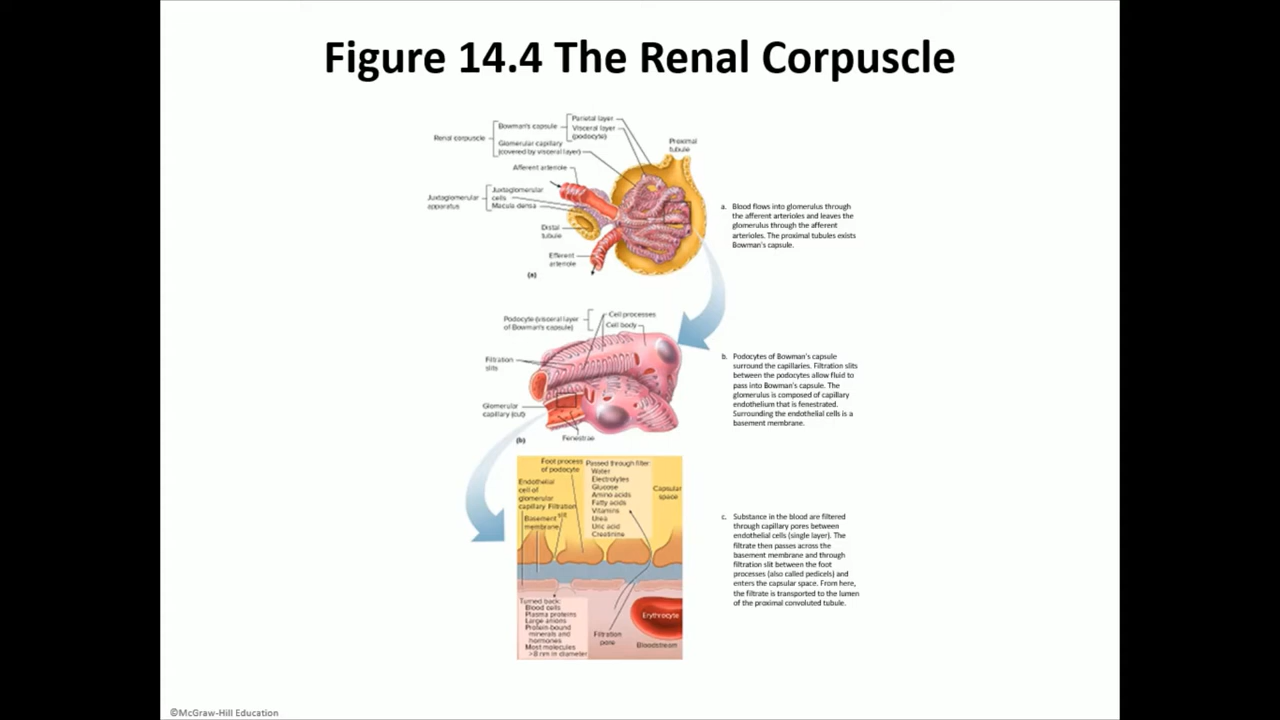 Figure 14.4 The Renal Corpuscle
Renal corpuscle
Bowman's capsule
Parietal layer
Visceral layer
(podocyte)
Glomerular capillary
(covered by visceral layer)
Proximal
tubule
Afferent arteriole
Juxtaglomerular
apparatus
Juxtaglomerular
cells
Macula densa
Distal
tubule
Efferent
arteriole
(a)
a. Blood flows into glomerulus through
the afferent arterioles and leaves the
glomerulus through the afferent
arterioles. The proximal tubules exists
Bowman's capsule.
Podocyte (visceral layer
of Bowman's capsule)
Cell processes
Cell body
Filtration
slits
Glomerular
capillary (cut)
Fenestrae
(b)
b. Podocytes of Bowman's capsule
surround the capillaries. Filtration slits
between the podocytes allow fluid to
pass into Bowman's capsule. The
glomerulus is composed of capillary
endothelium that is fenestrated.
Surrounding the endothelial cells is a
basement membrane.
Foot process
of podocyte
Endothelial
cell of
glomerular
capillary
Filtration
slit
Basement
membrane
Passed through filter:
Water
Electrolytes
Glucose
Amino acids
Fatty acids
Vitamins
Urea
Uric acid
Creatinine
Capsular
space
Turned back:
Blood cells
Plasma proteins
Large anions
Protein-bound
minerals and
hormones
Most molecules
>8 nm in diameter
Filtration
pore
Erythrocyte
Bloodstream
c. Substance in the blood are filtered
through capillary pores between
endothelial cells (single layer). The
filtrate then passes across the
basement membrane and through
filtration slit between the foot
processes (also called pedicels) and
enters the capsular space. From here,
the filtrate is transported to the lumen
of the proximal convoluted tubule.
©McGraw-Hill Education